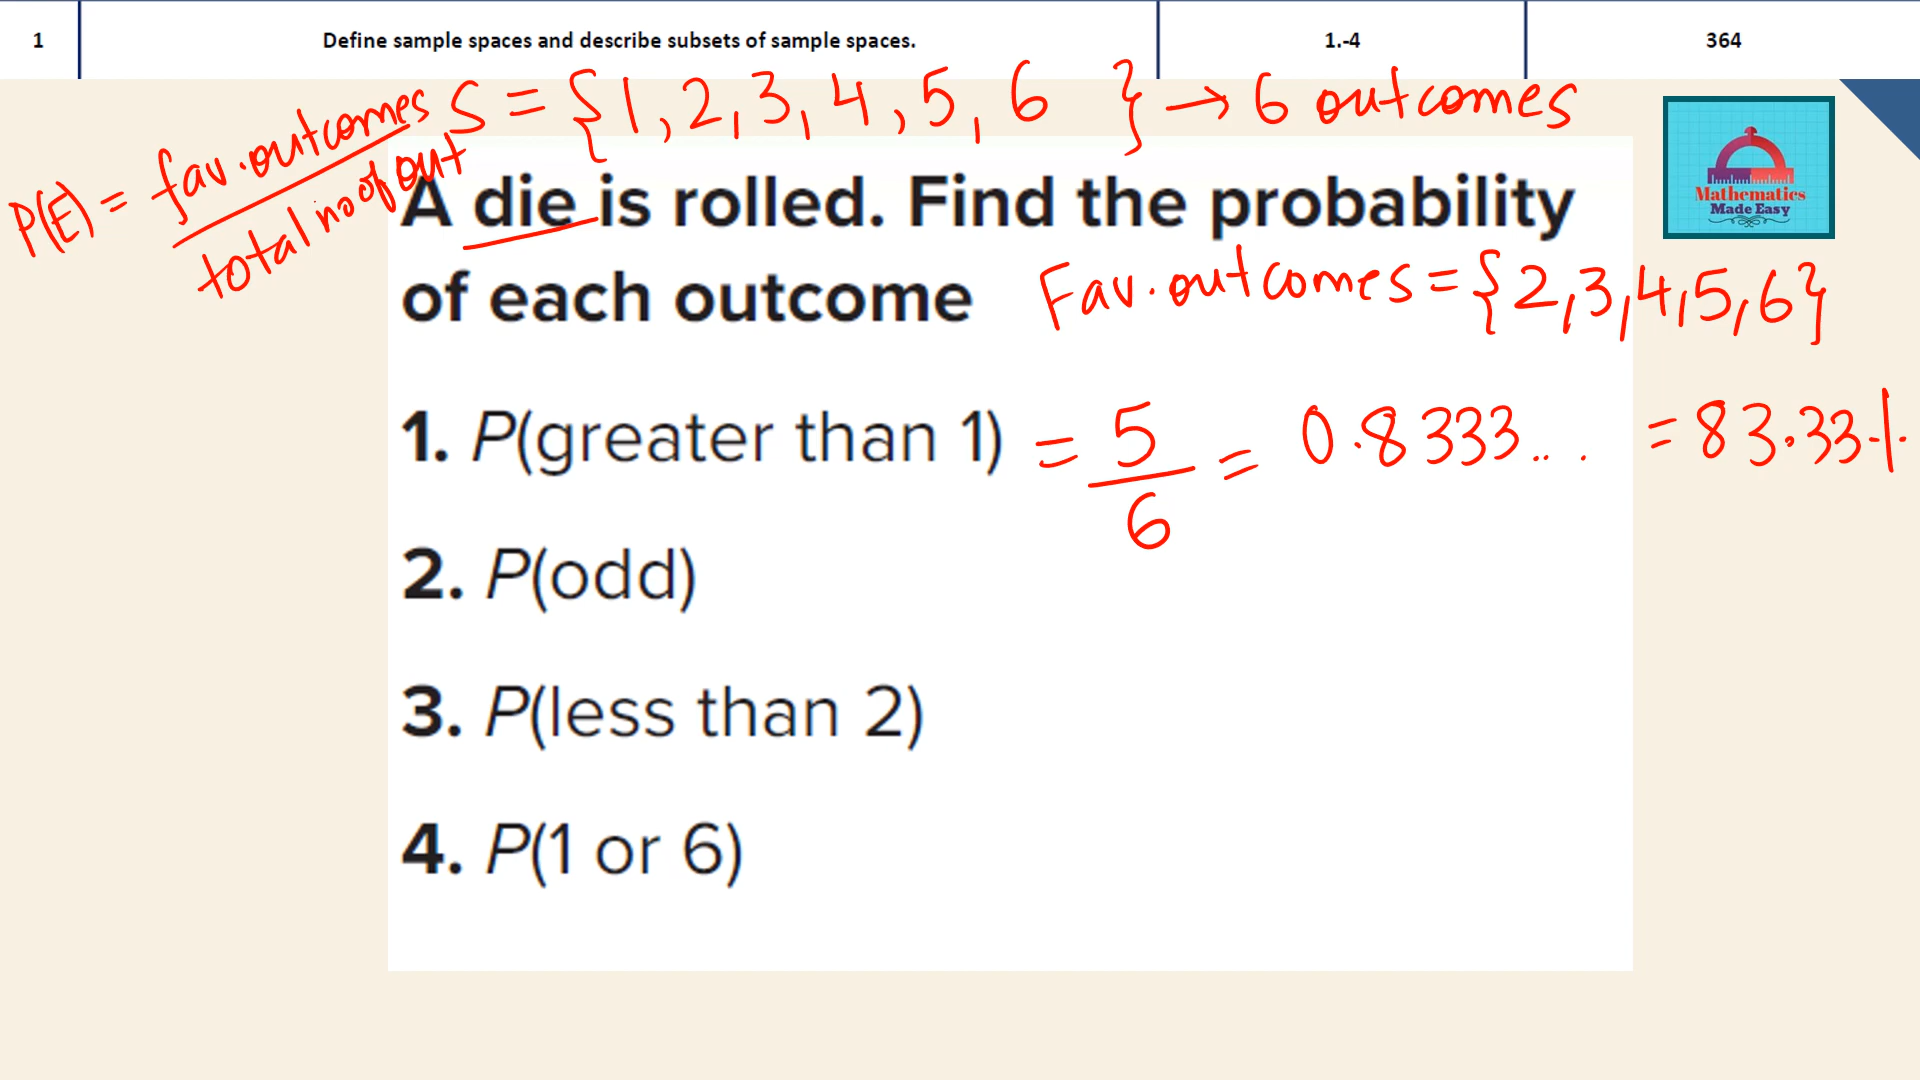 1 Define sample spaces and describe subsets of sample spaces. 1.-4 364
S = {1, 2, 3, 4, 5, 6 } → 6 outcomes
P(E) = fav. outcomes / total no of out
Mathematics
Made Easy
A die is rolled. Find the probability
of each outcome
Fav. outcomes = {2, 3, 4, 5, 6}
1. P(greater than 1) = 5/6 = 0.8333... = 83.33%
2. P(odd)
3. P(less than 2)
4. P(1 or 6)